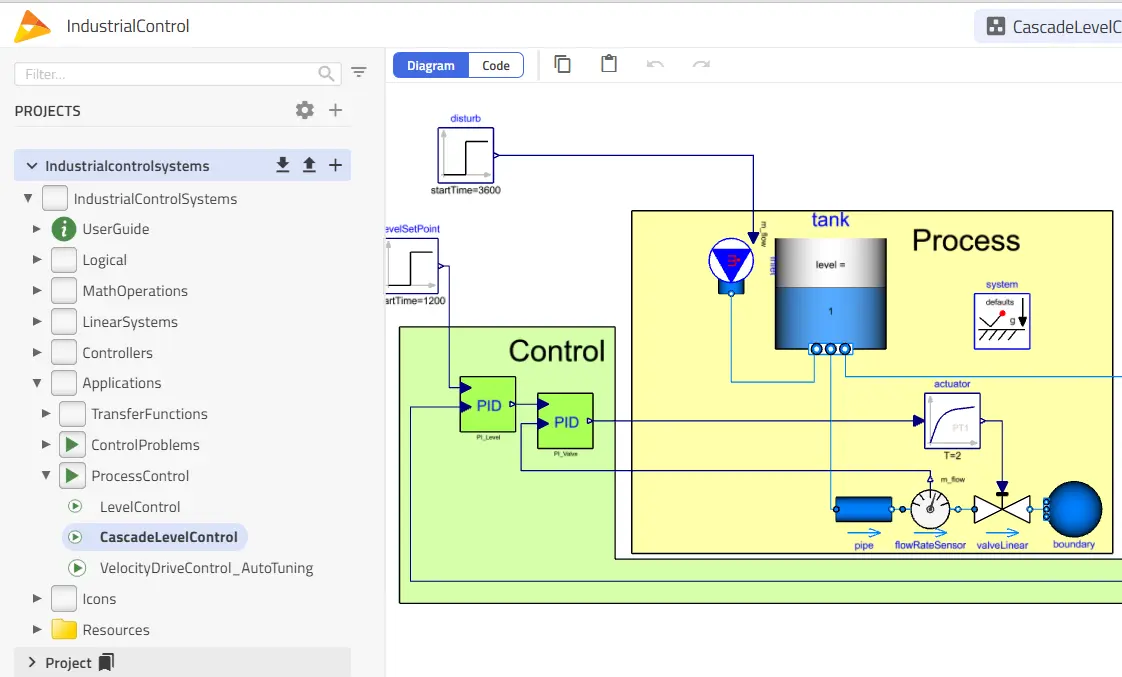 IndustrialControl
CascadeLevelC
Filter...
Diagram
Code
PROJECTS
Industrialcontrolsystems
IndustrialControlSystems
UserGuide
Logical
MathOperations
LinearSystems
Controllers
Applications
TransferFunctions
ControlProblems
ProcessControl
LevelControl
CascadeLevelControl
VelocityDriveControl_AutoTuning
Icons
Resources
Project
disturb
startTime=3600
evelSetPoint
artTime=1200
Control
PID
PI_Level
PID
PI_Valve
tank
Process
m_flow
level =
1
system
defaults
g
actuator
PT1
T=2
m_flow
pipe
flowRateSensor
valveLinear
boundary